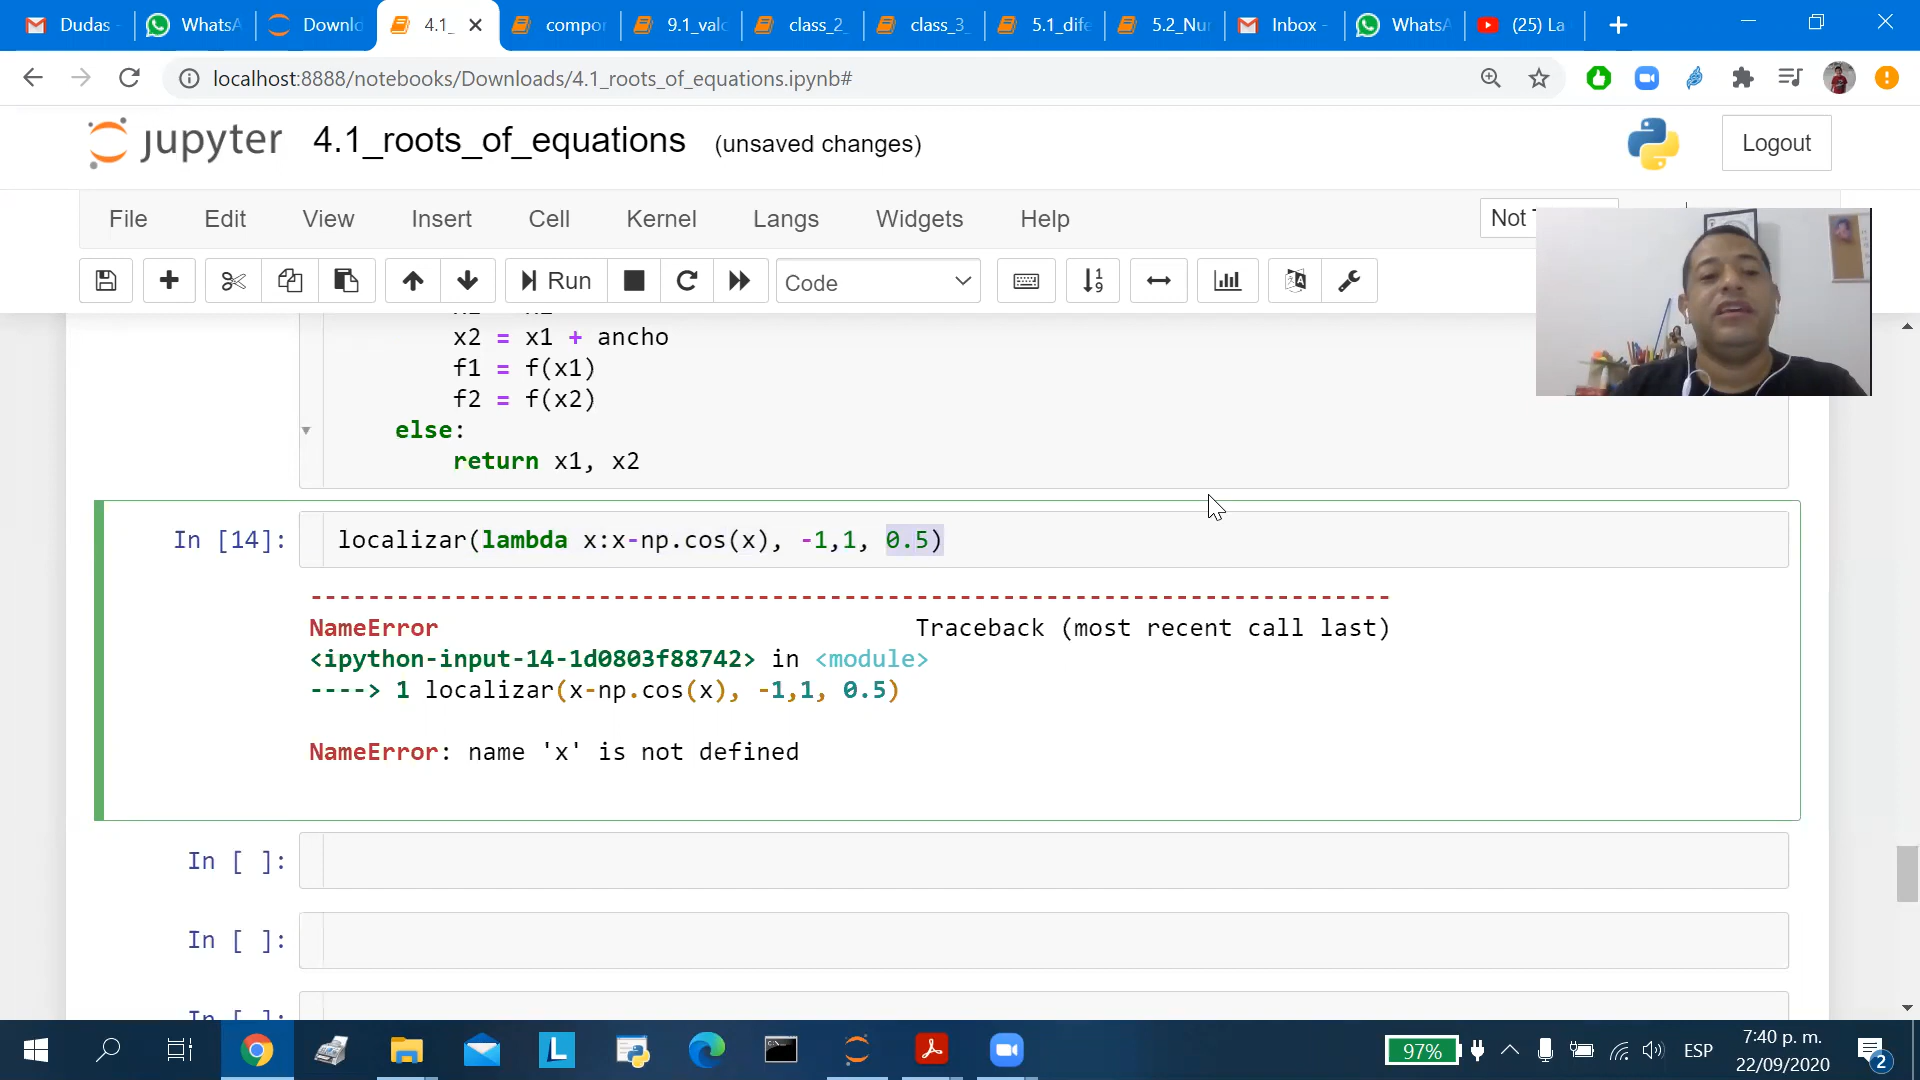 Dudas
WhatsA
Downlo
4.1_
compor
9.1_valo
class_2_
class_3_
5.1_dife
5.2_Nur
Inbox -
WhatsA
(25) La
localhost:8888/notebooks/Downloads/4.1_roots_of_equations.ipynb#
jupyter 4.1_roots_of_equations (unsaved changes)
Logout
File Edit View Insert Cell Kernel Langs Widgets Help
Not
Run
Code
x2 = x1 + ancho
f1 = f(x1)
f2 = f(x2)
else:
return x1, x2
In [14]: localizar(lambda x:x-np.cos(x), -1,1, 0.5)
---------------------------------------------------------------------------
NameError Traceback (most recent call last)
<ipython-input-14-1d0803f88742> in <module>
----> 1 localizar(x-np.cos(x), -1,1, 0.5)
NameError: name 'x' is not defined
In [ ]:
In [ ]:
In [ ]:
97%
ESP
7:40 p. m.
22/09/2020
2